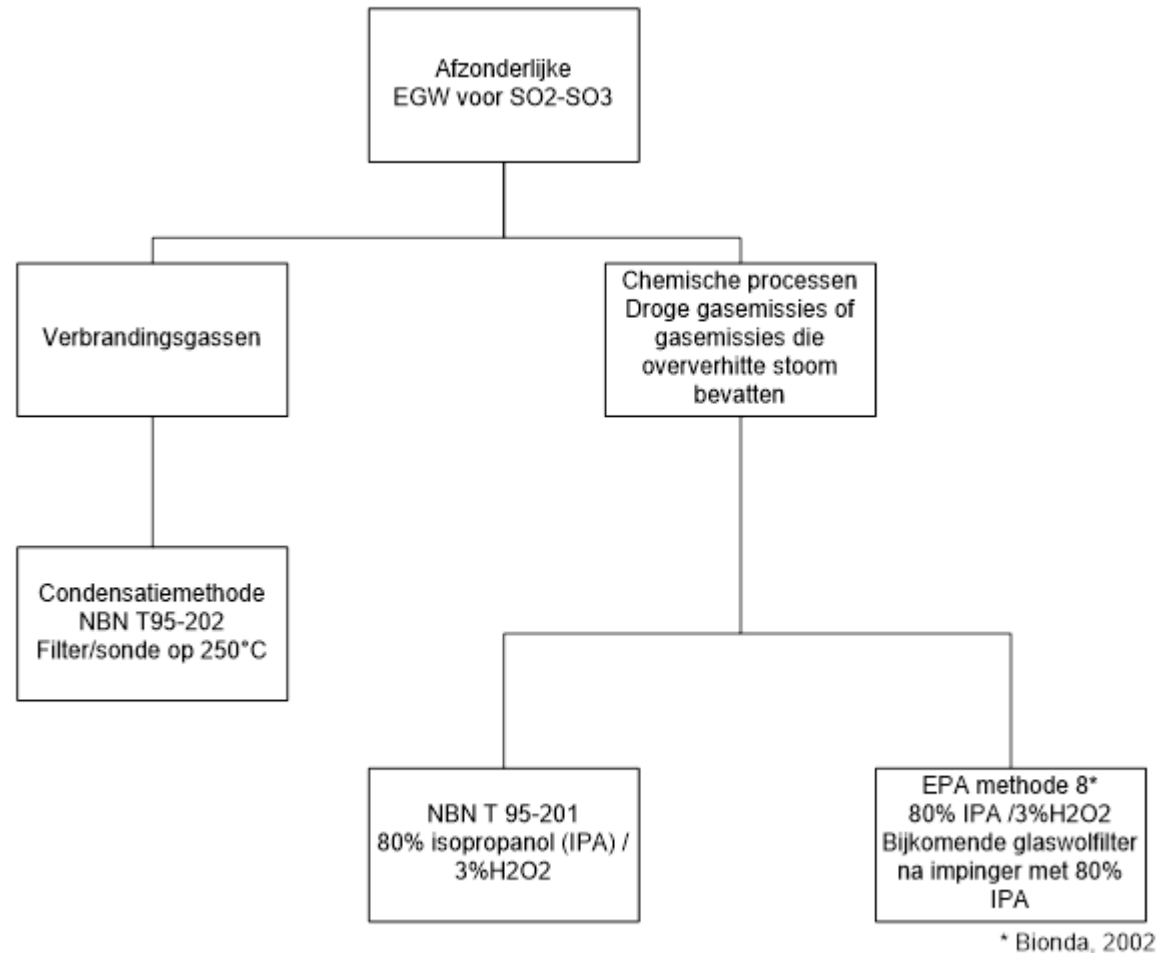 Afzonderlijke
EGW voor SO2-SO3
Verbrandingsgassen
Chemische processen
Droge gasemissies of
gasemissies die
oververhitte stoom
bevatten
Condensatiemethode
NBN T95-202
Filter/sonde op 250°C
NBN T 95-201
80% isopropanol (IPA) /
3%H2O2
EPA methode 8*
80% IPA /3%H2O2
Bijkomende glaswolfilter
na impinger met 80%
IPA
* Bionda, 2002